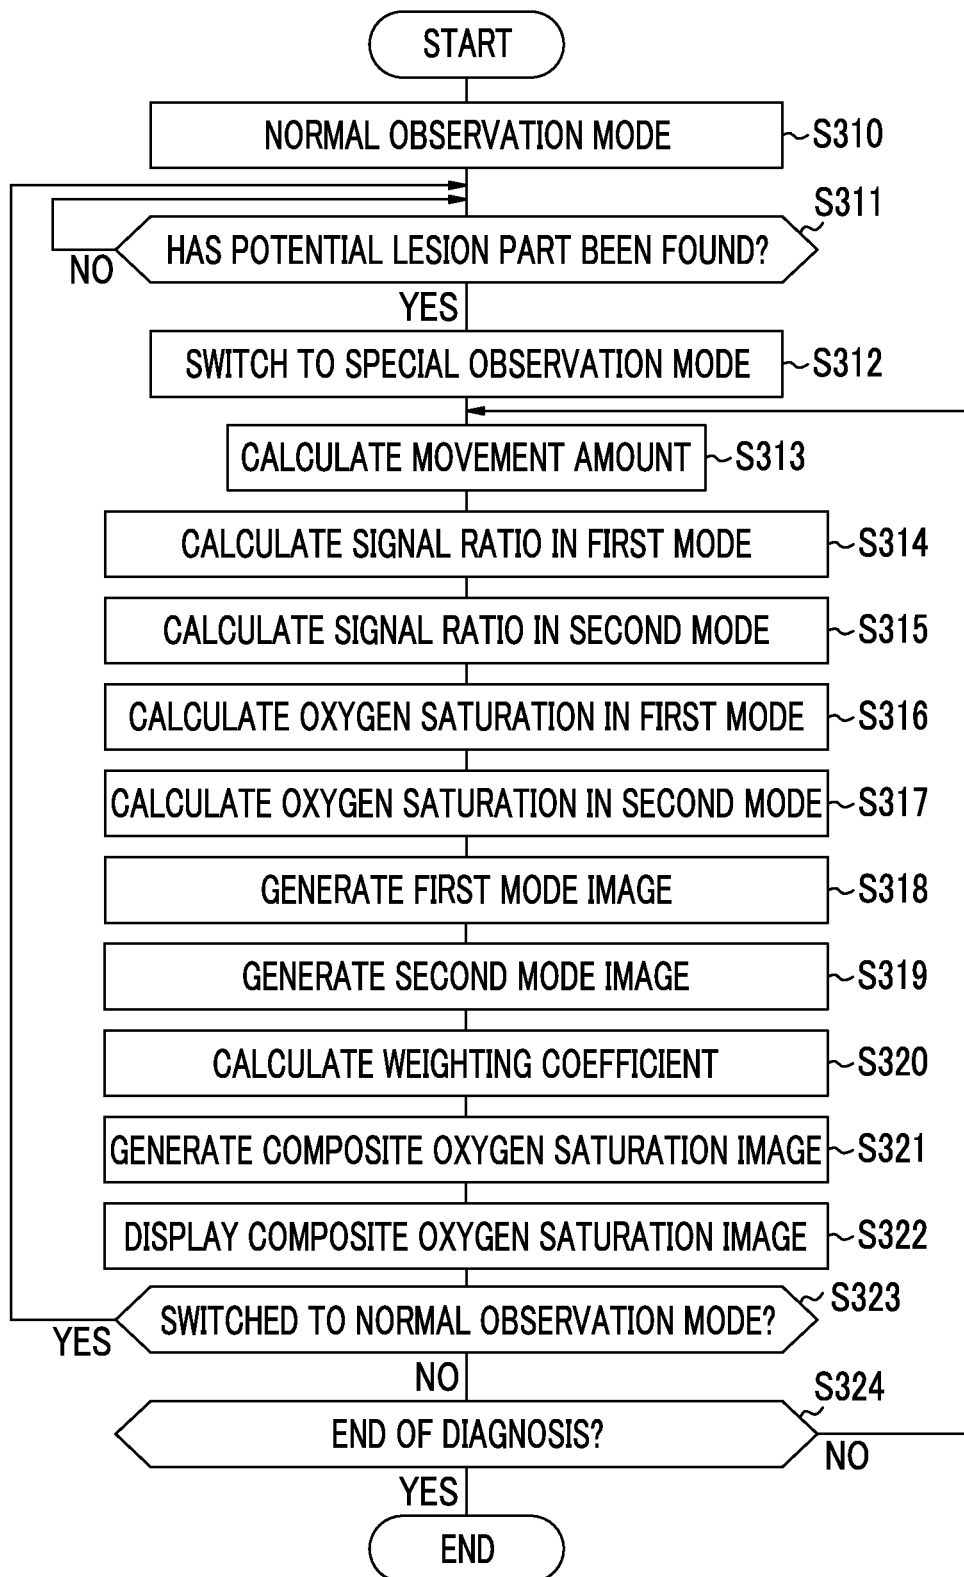 START
NORMAL OBSERVATION MODE
S310
S311
HAS POTENTIAL LESION PART BEEN FOUND?
NO
YES
SWITCH TO SPECIAL OBSERVATION MODE
S312
CALCULATE MOVEMENT AMOUNT
S313
CALCULATE SIGNAL RATIO IN FIRST MODE
S314
CALCULATE SIGNAL RATIO IN SECOND MODE
S315
CALCULATE OXYGEN SATURATION IN FIRST MODE
S316
CALCULATE OXYGEN SATURATION IN SECOND MODE
S317
GENERATE FIRST MODE IMAGE
S318
GENERATE SECOND MODE IMAGE
S319
CALCULATE WEIGHTING COEFFICIENT
S320
GENERATE COMPOSITE OXYGEN SATURATION IMAGE
S321
DISPLAY COMPOSITE OXYGEN SATURATION IMAGE
S322
S323
SWITCHED TO NORMAL OBSERVATION MODE?
YES
NO
S324
END OF DIAGNOSIS?
NO
YES
END